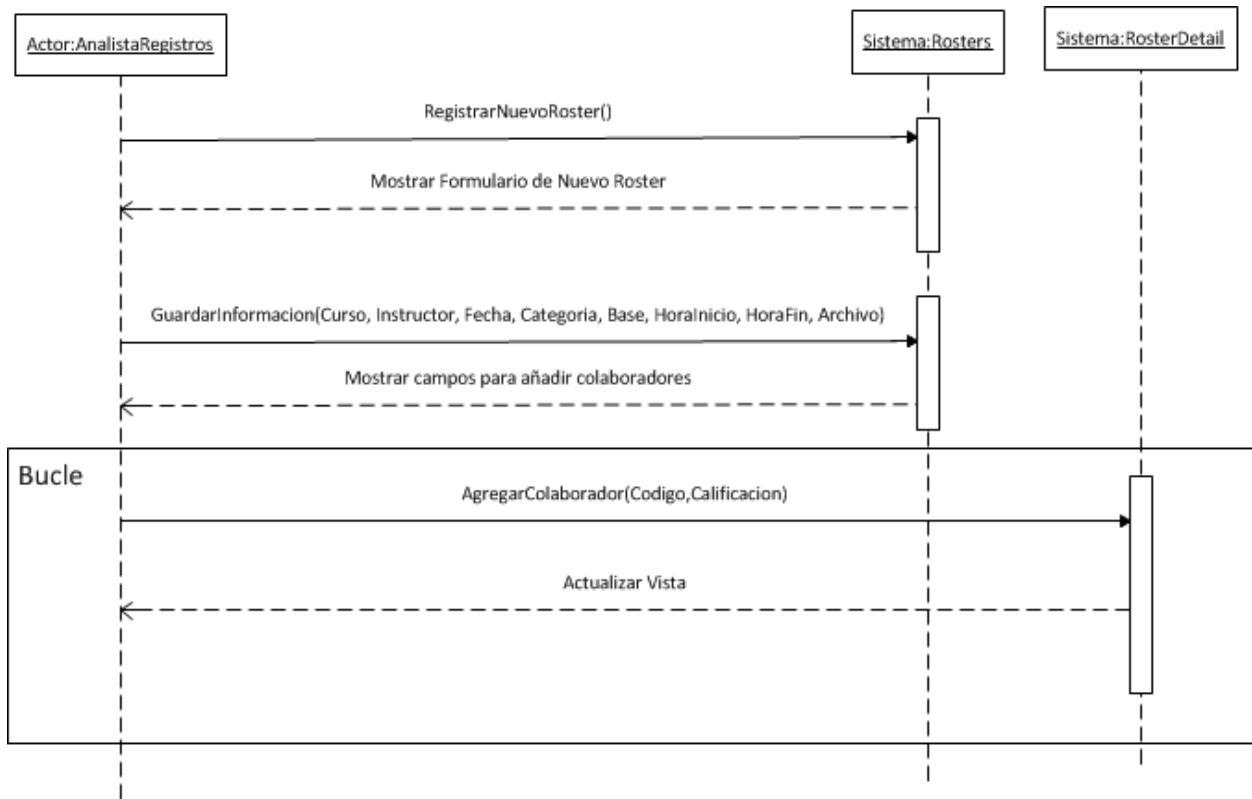 Actor:AnalistaRegistros
Sistema:Rosters
Sistema:RosterDetail
RegistrarNuevoRoster()
Mostrar Formulario de Nuevo Roster
GuardarInformacion(Curso, Instructor, Fecha, Categoria, Base, HoraInicio, HoraFin, Archivo)
Mostrar campos para añadir colaboradores
Bucle
AgregarColaborador(Codigo,Calificacion)
Actualizar Vista